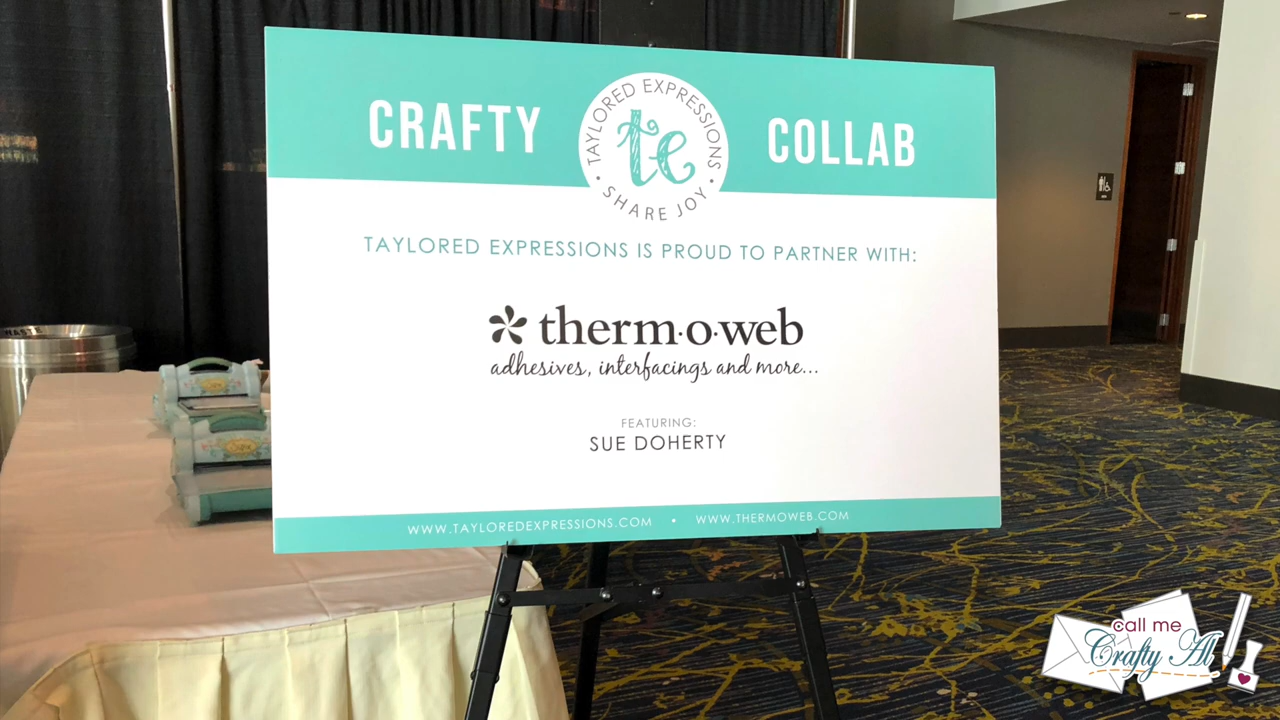 CRAFTY
TAYLORED EXPRESSIONS
te
• SHARE JOY •
COLLAB
TAYLORED EXPRESSIONS IS PROUD TO PARTNER WITH:
therm·o·web
adhesives, interfacings and more...
FEATURING:
SUE DOHERTY
WWW.TAYLOREDEXPRESSIONS.COM • WWW.THERMOWEB.COM
WASTE
call me
Crafty Al